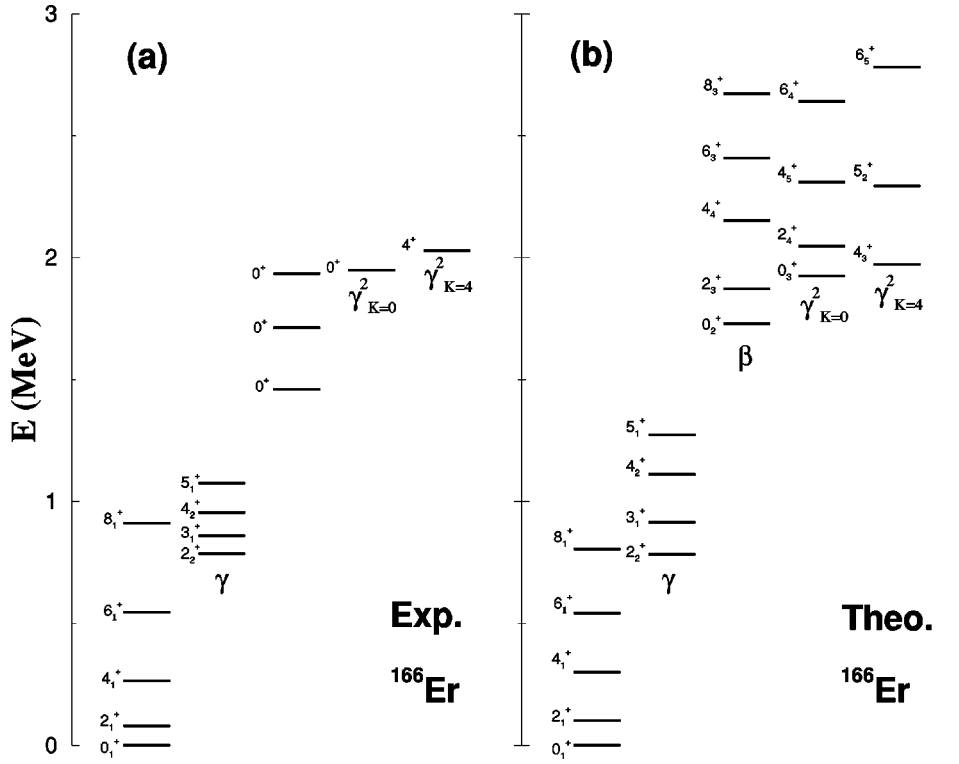 3
(a)
(b)
6₅⁺
8₃⁺
6₄⁺
6₃⁺
4₅⁺
5₂⁺
4₄⁺
2
4⁺
0⁺
0⁺
γ²K=0
γ²K=4
2₄⁺
4₃⁺
2₃⁺
0₃⁺
γ²K=0
γ²K=4
0⁺
0₂⁺
β
0⁺
E (MeV)
5₁⁺
4₂⁺
1
5₁⁺
8₁⁺
4₂⁺
3₁⁺
2₂⁺
γ
8₁⁺
3₁⁺
2₂⁺
γ
6₁⁺
6₁⁺
Exp.
Theo.
4₁⁺
4₁⁺
¹⁶⁶Er
¹⁶⁶Er
2₁⁺
2₁⁺
0
0₁⁺
0₁⁺